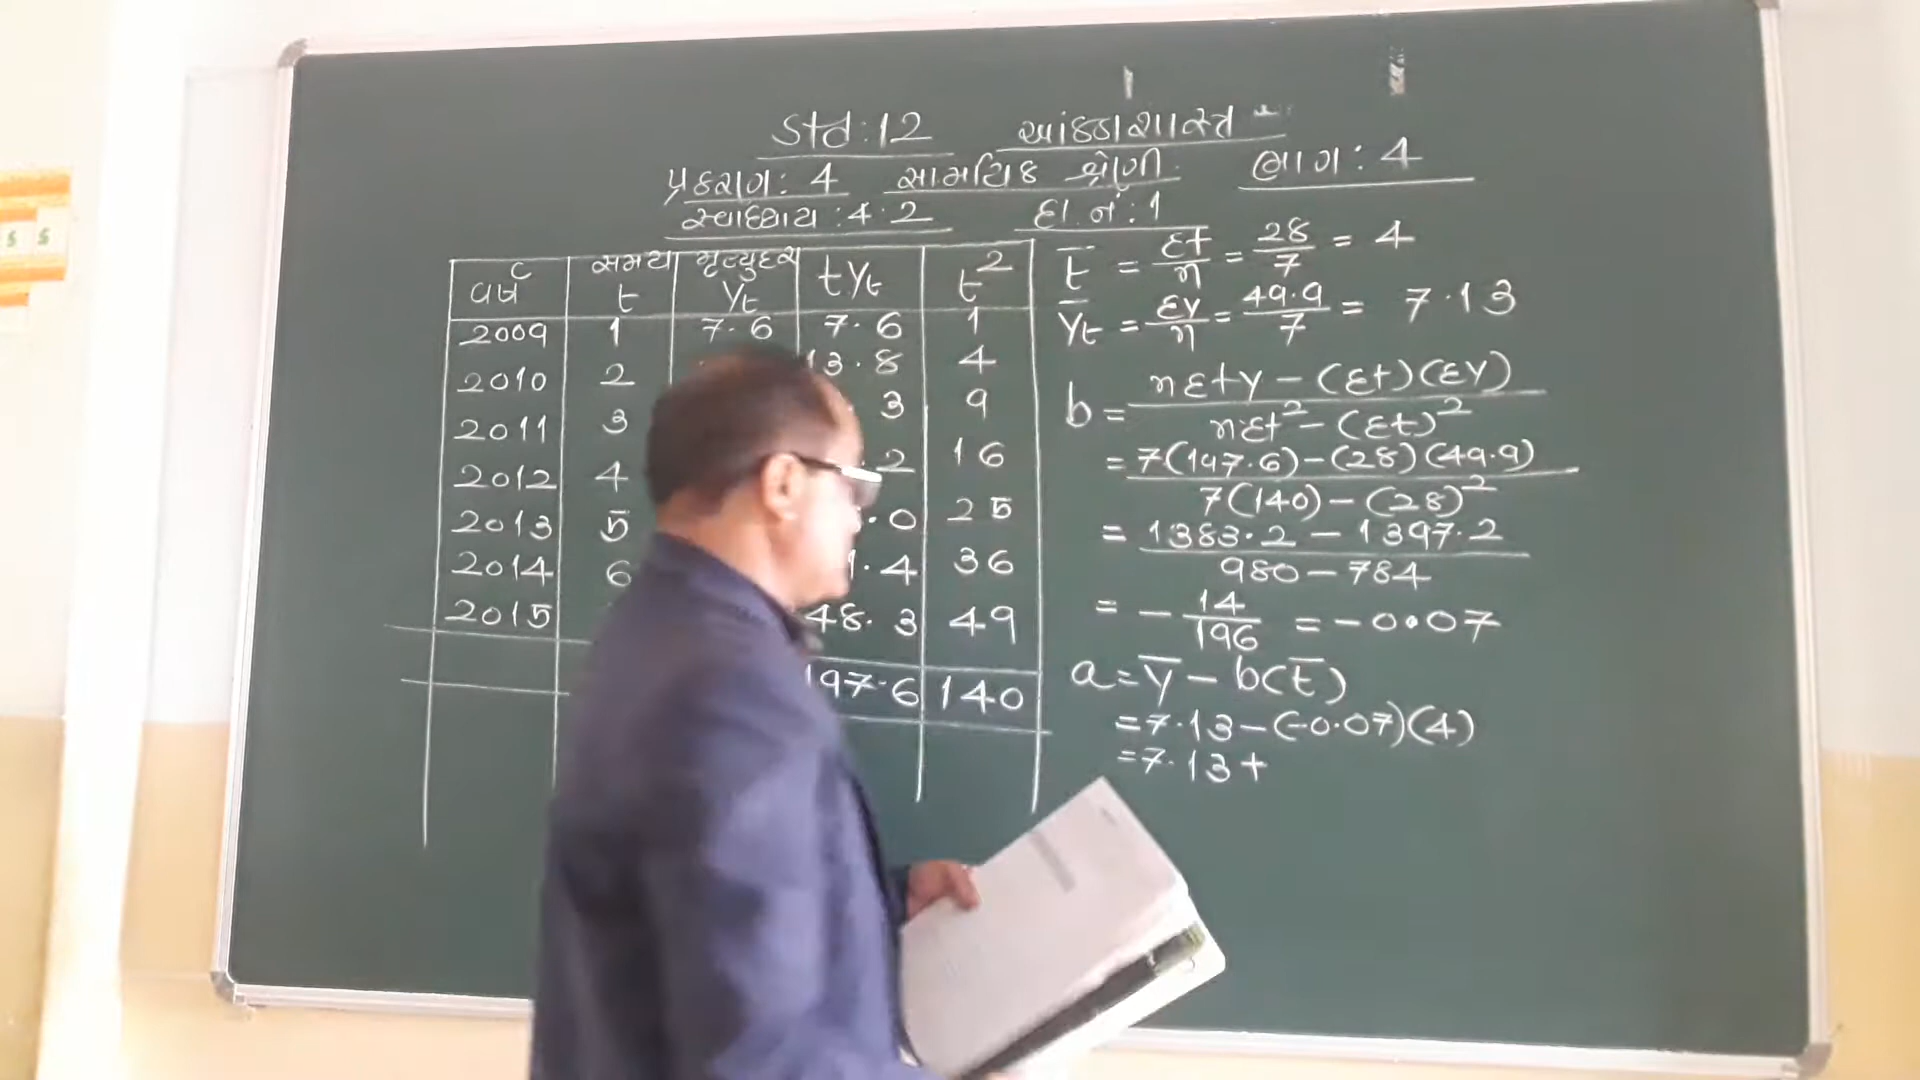 Std:12 આંકડાશાસ્ત્ર
પ્રકરણ: 4 સામયિક શ્રેણી. ભાગ: 4
સ્વાધ્યાય: 4.2 દા.નં: 1
વર્ષ સમય t મૃત્યુદર yt tyt t²
2009 1 7.6 7.6 1
2010 2 13.8 4
2011 3 3 9
2012 4 .2 16
2013 5 .0 25
2014 6 1.4 36
2015 48.3 49
197.6 140
t̄ = Σt/n = 28/7 = 4
ȳt = Σy/n = 49.9/7 = 7.13
b = nΣty - (Σt)(Σy) / nΣt² - (Σt)²
= 7(197.6) - (28)(49.9) / 7(140) - (28)²
= 1383.2 - 1397.2 / 980 - 784
= - 14/196 = -0.07
a = ȳ - b(t̄)
= 7.13 - (-0.07)(4)
= 7.13 +